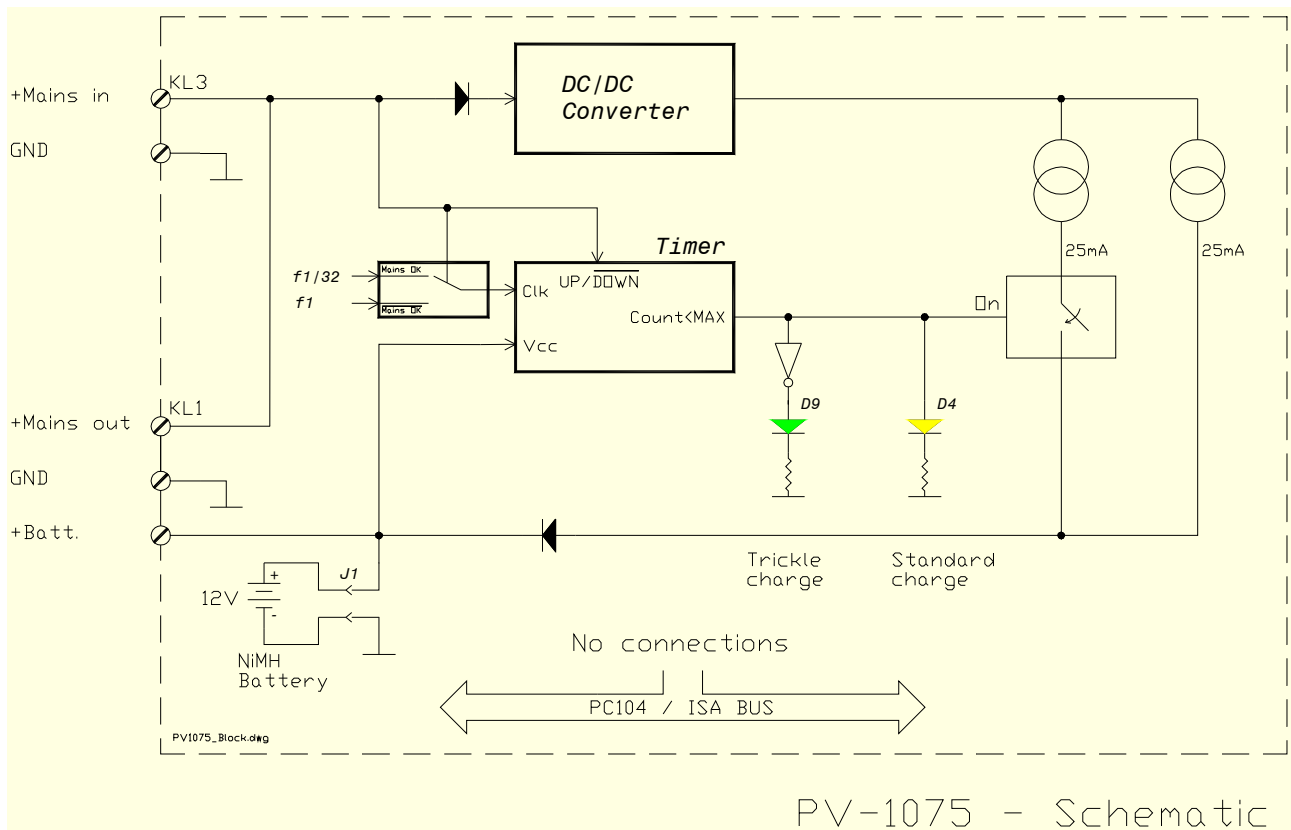 KL3
+Mains in
DC/DC
Converter
GND
25mA
25mA
Timer
Mains OK
f1/32
UP/DOWN
Clk
f1
Mains OK
On
Count<MAX
Vcc
KL1
D9
D4
+Mains out
GND
+Batt.
Trickle
charge
Standard
charge
J1
+
12V
-
No connections
NiMH
Battery
PC104 / ISA BUS
PV1075_Block.dwg
PV-1075 - Schematic